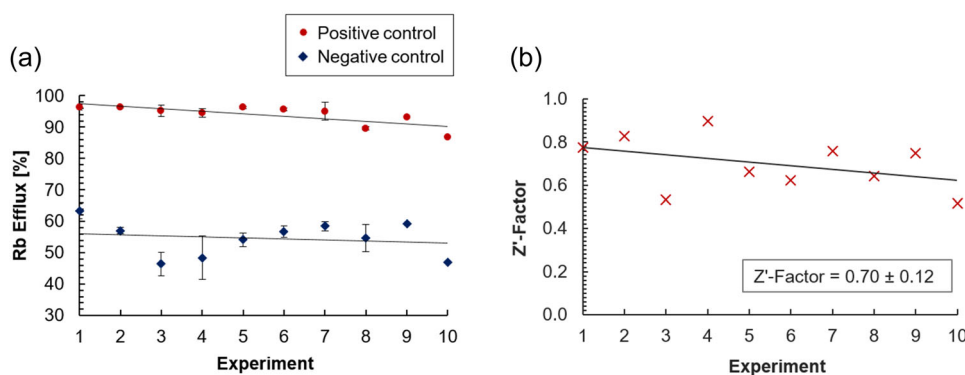 (a)
Positive control
Negative control
Rb Efflux [%]
100
90
80
70
60
50
40
30
1 2 3 4 5 6 7 8 9 10
Experiment
(b)
Z'-Factor
1.0
0.8
0.6
0.4
0.2
0.0
Z'-Factor = 0.70 ± 0.12
1 2 3 4 5 6 7 8 9 10
Experiment